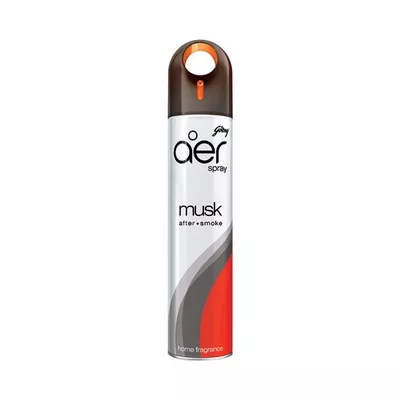 Godrej
aer
spray
musk
after • smoke
home fragrance